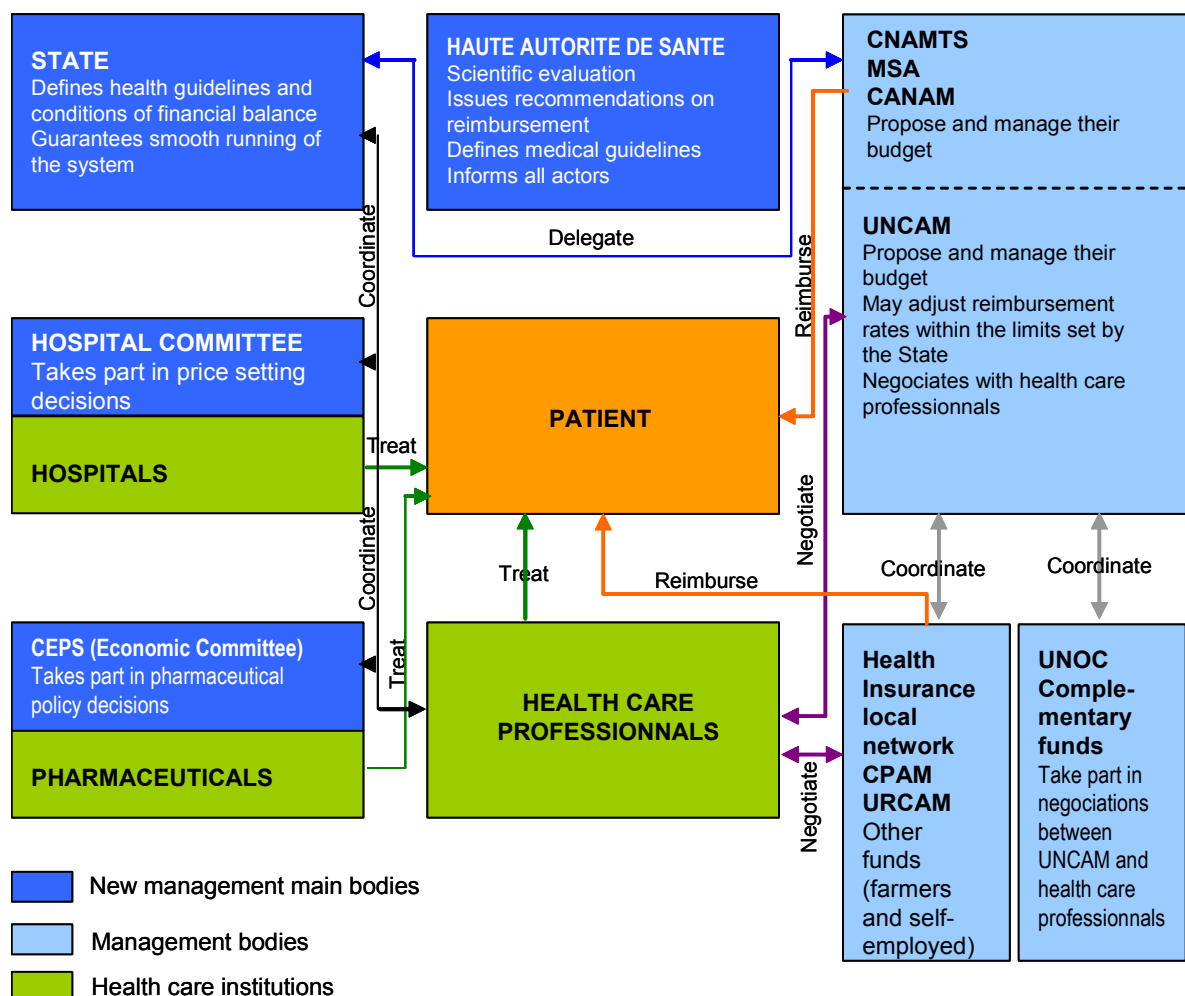 STATE
Defines health guidelines and
conditions of financial balance
Guarantees smooth running of
the system
HAUTE AUTORITE DE SANTE
Scientific evaluation
Issues recommendations on
reimbursement
Defines medical guidelines
Informs all actors
CNAMTS
MSA
CANAM
Propose and manage their
budget
UNCAM
Propose and manage their
budget
May adjust reimbursement
rates within the limits set by
the State
Negociates with health care
professionnals
Delegate
Coordinate
Reimburse
HOSPITAL COMMITTEE
Takes part in price setting
decisions
HOSPITALS
Treat
PATIENT
Coordinate
Treat
Reimburse
Negotiate
Coordinate
Coordinate
CEPS (Economic Committee)
Takes part in pharmaceutical
policy decisions
PHARMACEUTICALS
Treat
HEALTH CARE
PROFESSIONNALS
Negotiate
Health
Insurance
local
network
CPAM
URCAM
Other
funds
(farmers
and self-
employed)
UNOC
Comple-
mentary
funds
Take part in
negociations
between
UNCAM and
health care
professionnals
New management main bodies
Management bodies
Health care institutions